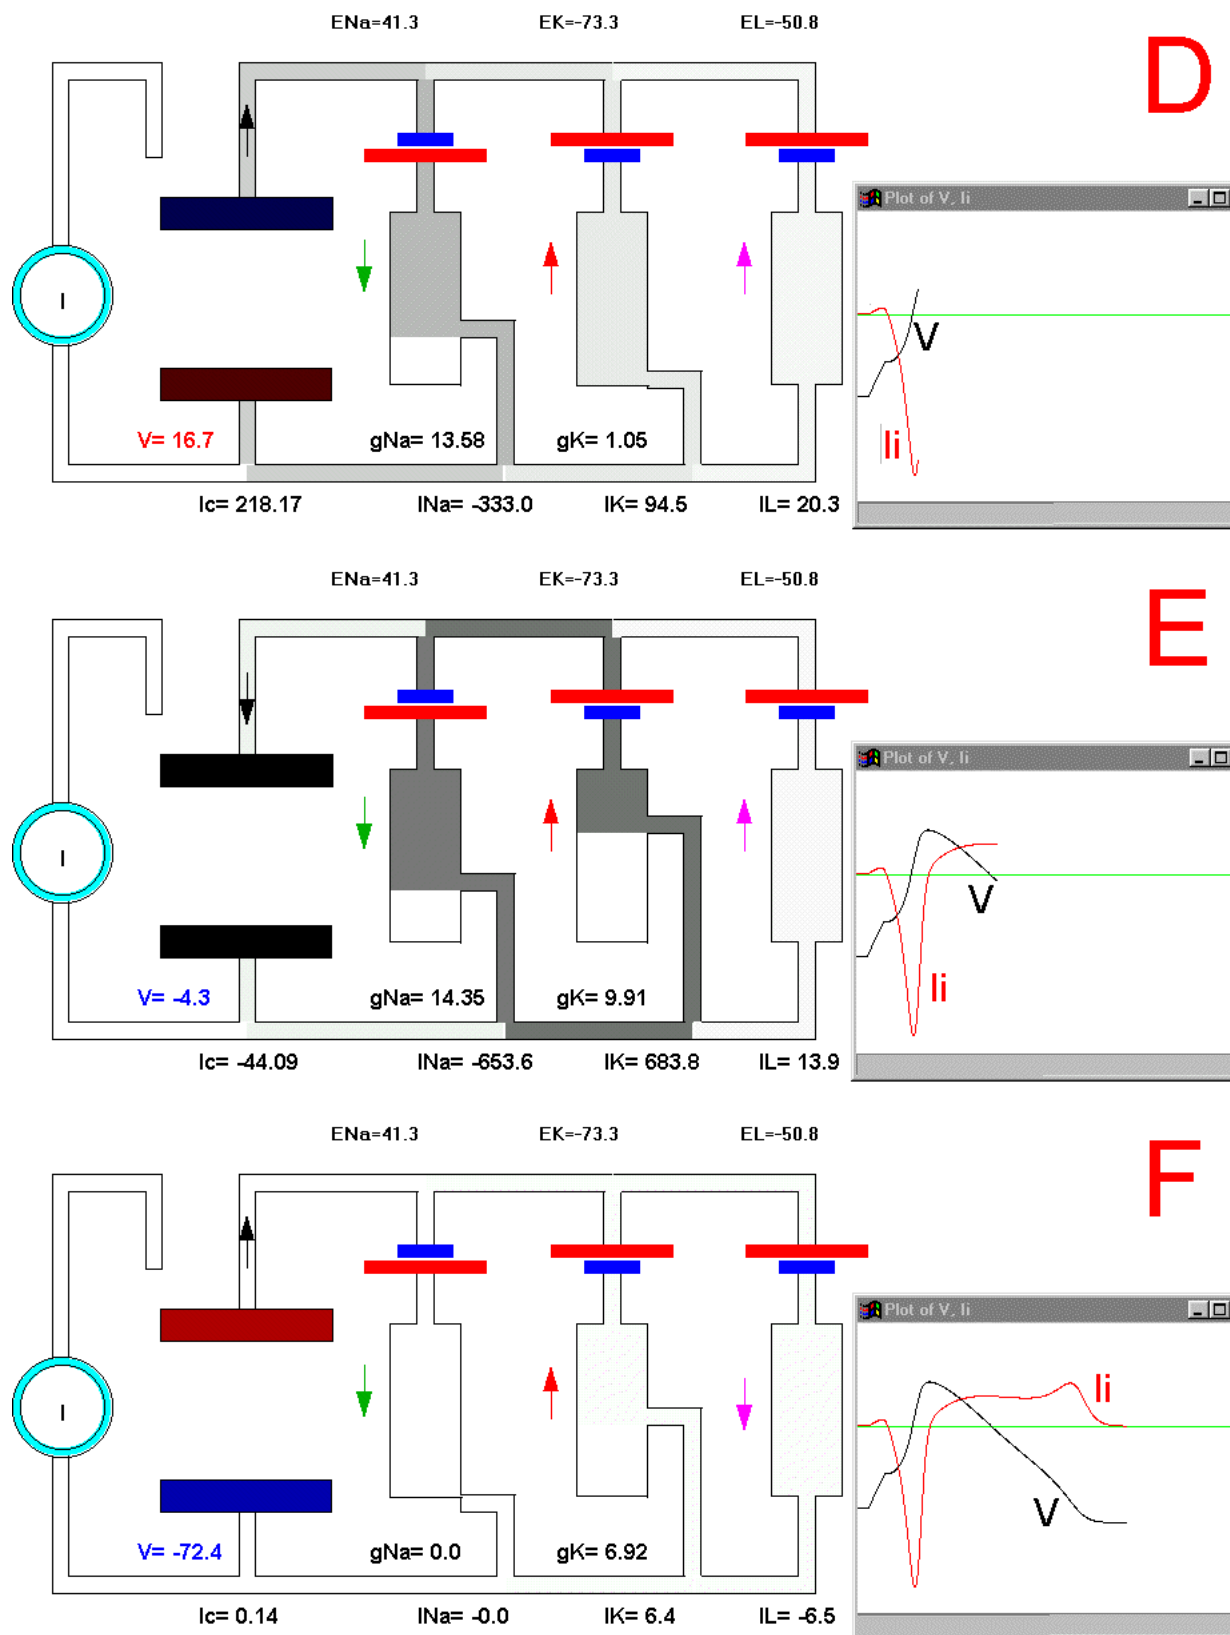 ENa=41.3 EK=-73.3 EL=-50.8
D
Plot of V, Ii
I
V
Ii
V= 16.7 gNa= 13.58 gK= 1.05
Ic= 218.17 INa= -333.0 IK= 94.5 IL= 20.3
ENa=41.3 EK=-73.3 EL=-50.8
E
Plot of V, Ii
I
V
Ii
V= -4.3 gNa= 14.35 gK= 9.91
Ic= -44.09 INa= -653.6 IK= 683.8 IL= 13.9
ENa=41.3 EK=-73.3 EL=-50.8
F
Plot of V, Ii
Ii
I
V
V= -72.4 gNa= 0.0 gK= 6.92
Ic= 0.14 INa= -0.0 IK= 6.4 IL= -6.5